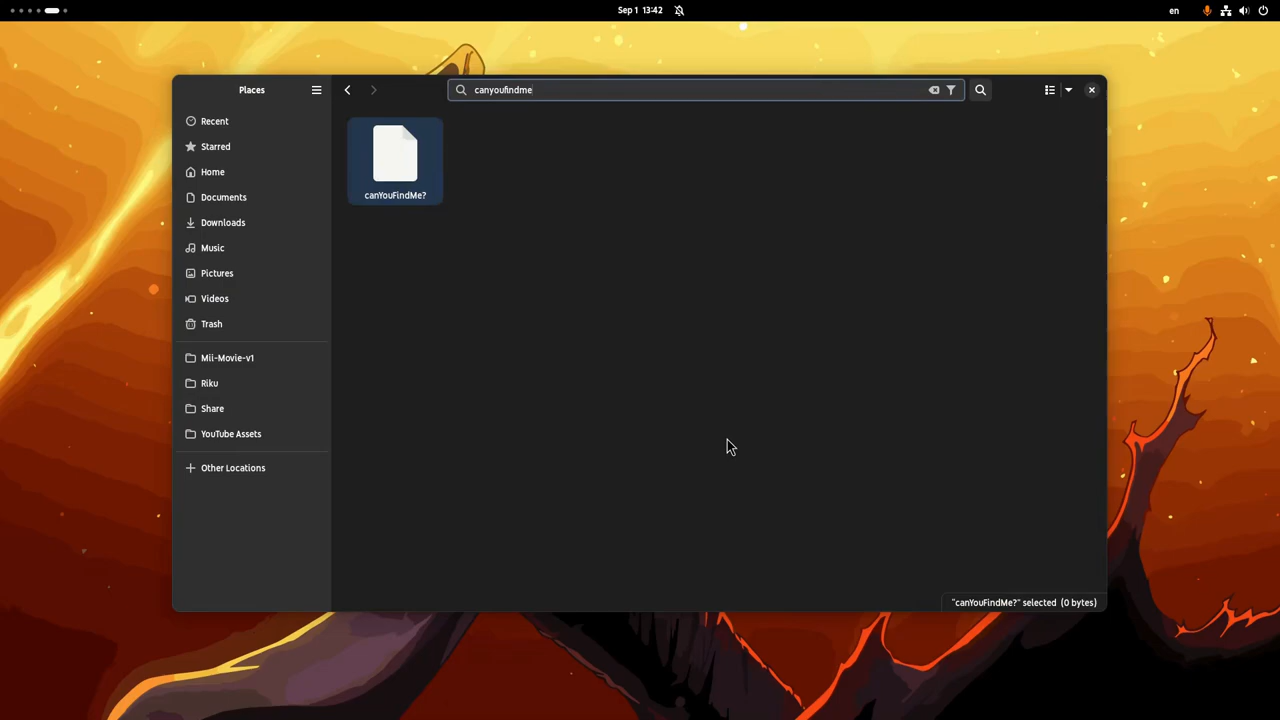 Sep 1 13:42
en
Places
canyoufindme
Recent
Starred
Home
Documents
Downloads
Music
Pictures
Videos
Trash
Mii-Movie-v1
Riku
Share
YouTube Assets
Other Locations
canYouFindMe?
"canYouFindMe?" selected (0 bytes)